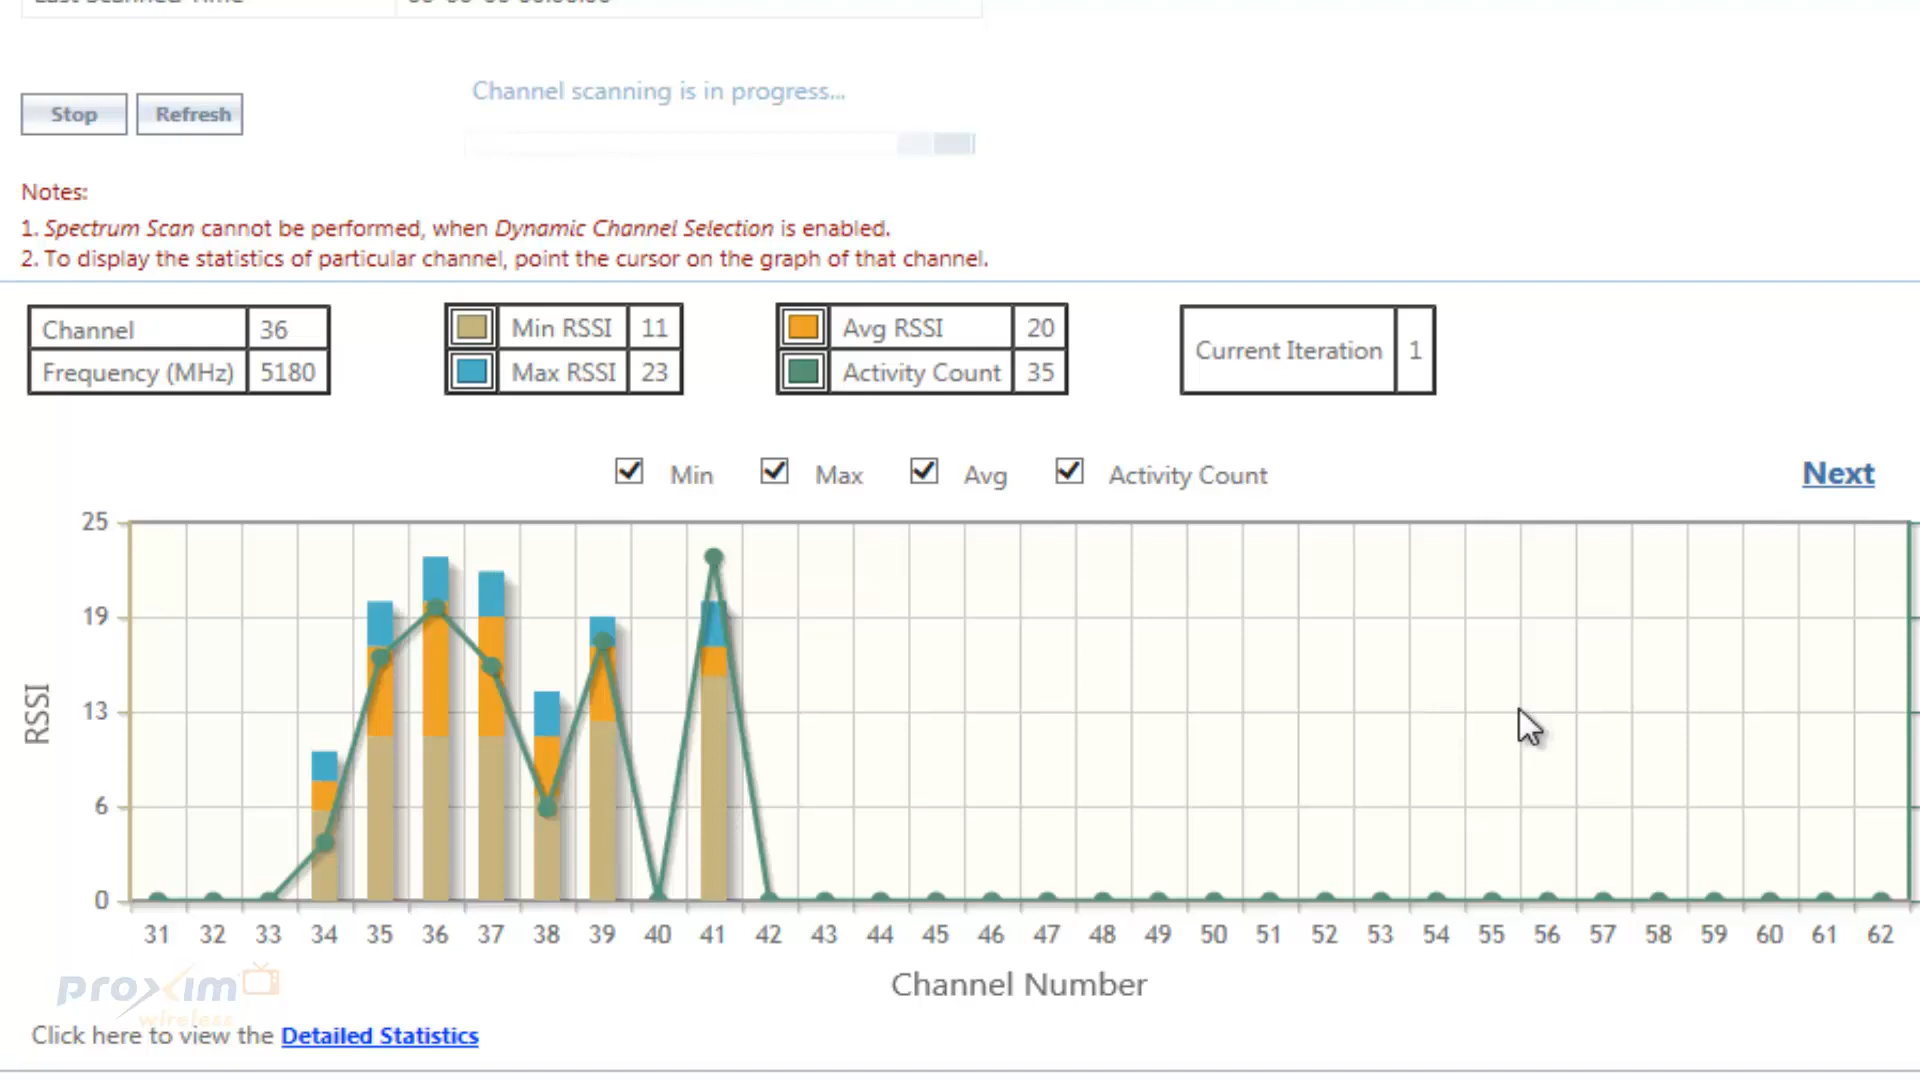 Last Scanned Time
Stop Refresh Channel scanning is in progress...
Notes:
1. Spectrum Scan cannot be performed, when Dynamic Channel Selection is enabled.
2. To display the statistics of particular channel, point the cursor on the graph of that channel.
Channel 36 Min RSSI 11 Avg RSSI 20 Current Iteration 1
Frequency (MHz) 5180 Max RSSI 23 Activity Count 35
Min Max Avg Activity Count Next
25
19
13
6
0
RSSI
31 32 33 34 35 36 37 38 39 40 41 42 43 44 45 46 47 48 49 50 51 52 53 54 55 56 57 58 59 60 61 62
Channel Number
proxim
wireless
Click here to view the Detailed Statistics